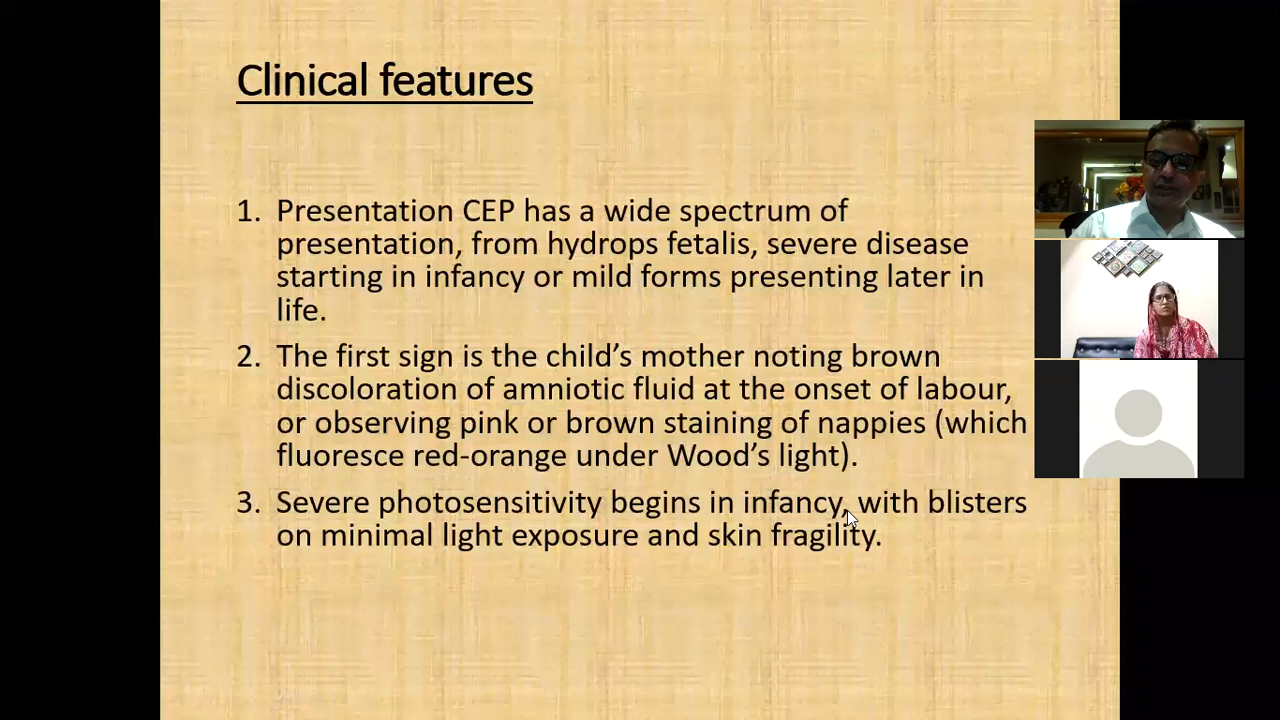 Clinical features
1. Presentation CEP has a wide spectrum of
presentation, from hydrops fetalis, severe disease
starting in infancy or mild forms presenting later in
life.
2. The first sign is the child’s mother noting brown
discoloration of amniotic fluid at the onset of labour,
or observing pink or brown staining of nappies (which
fluoresce red-orange under Wood’s light).
3. Severe photosensitivity begins in infancy, with blisters
on minimal light exposure and skin fragility.